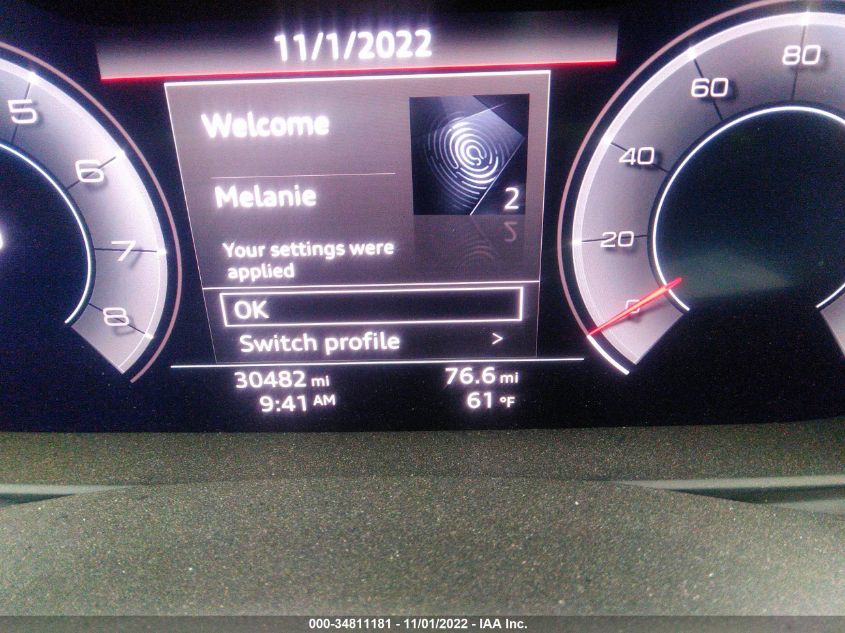 11/1/2022
Welcome
Melanie
2
Your settings were
applied
OK
Switch profile >
30482 mi 76.6 mi
9:41 AM 61 °F
5
6
7
8
0
20
40
60
80
000-34811181 - 11/01/2022 - IAA Inc.